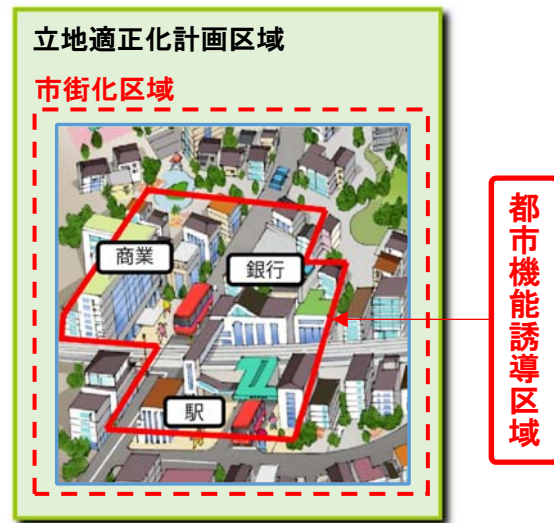 立地適正化計画区域
市街化区域
商業
銀行
駅
都市機能誘導区域